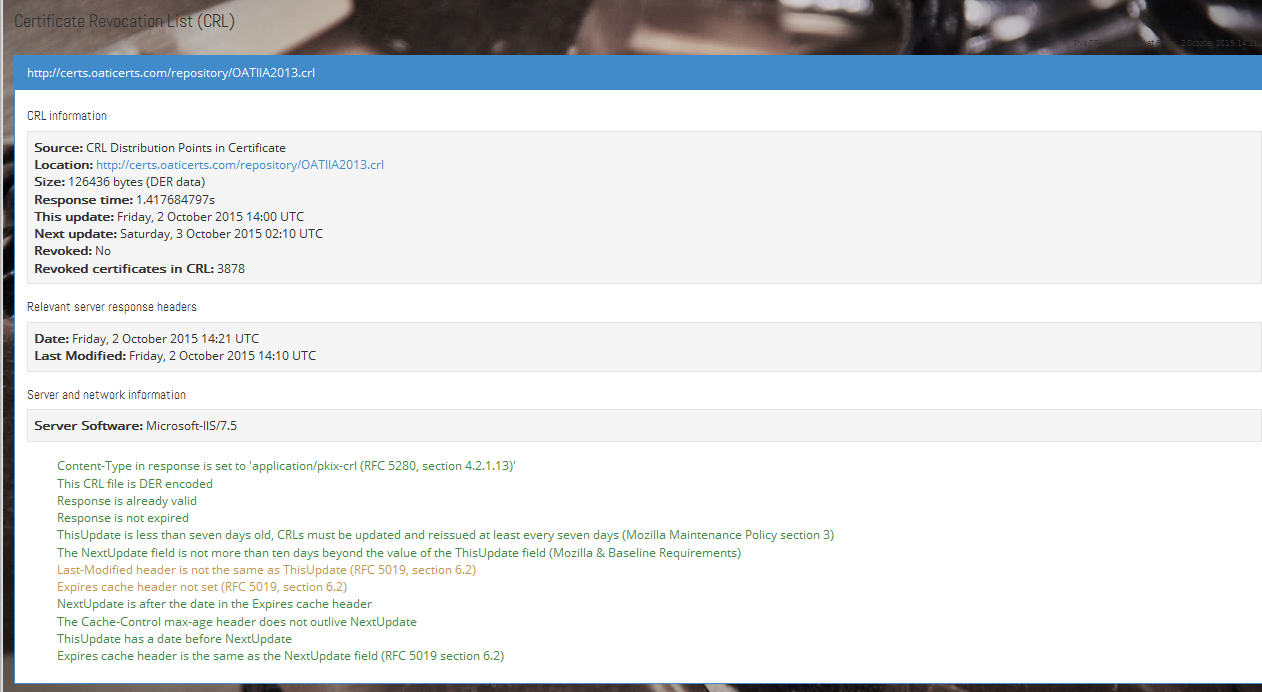 Certificate Revocation List (CRL)
2 October 2015 14:21
http://certs.oaticerts.com/repository/OATIIA2013.crl
CRL information
Source: CRL Distribution Points in Certificate
Location: http://certs.oaticerts.com/repository/OATIIA2013.crl
Size: 126436 bytes (DER data)
Response time: 1.417684797s
This update: Friday, 2 October 2015 14:00 UTC
Next update: Saturday, 3 October 2015 02:10 UTC
Revoked: No
Revoked certificates in CRL: 3878
Relevant server response headers
Date: Friday, 2 October 2015 14:21 UTC
Last Modified: Friday, 2 October 2015 14:10 UTC
Server and network information
Server Software: Microsoft-IIS/7.5
Content-Type in response is set to 'application/pkix-crl (RFC 5280, section 4.2.1.13)'
This CRL file is DER encoded
Response is already valid
Response is not expired
ThisUpdate is less than seven days old, CRLs must be updated and reissued at least every seven days (Mozilla Maintenance Policy section 3)
The NextUpdate field is not more than ten days beyond the value of the ThisUpdate field (Mozilla & Baseline Requirements)
Last-Modified header is not the same as ThisUpdate (RFC 5019, section 6.2)
Expires cache header not set (RFC 5019, section 6.2)
NextUpdate is after the date in the Expires cache header
The Cache-Control max-age header does not outlive NextUpdate
ThisUpdate has a date before NextUpdate
Expires cache header is the same as the NextUpdate field (RFC 5019 section 6.2)